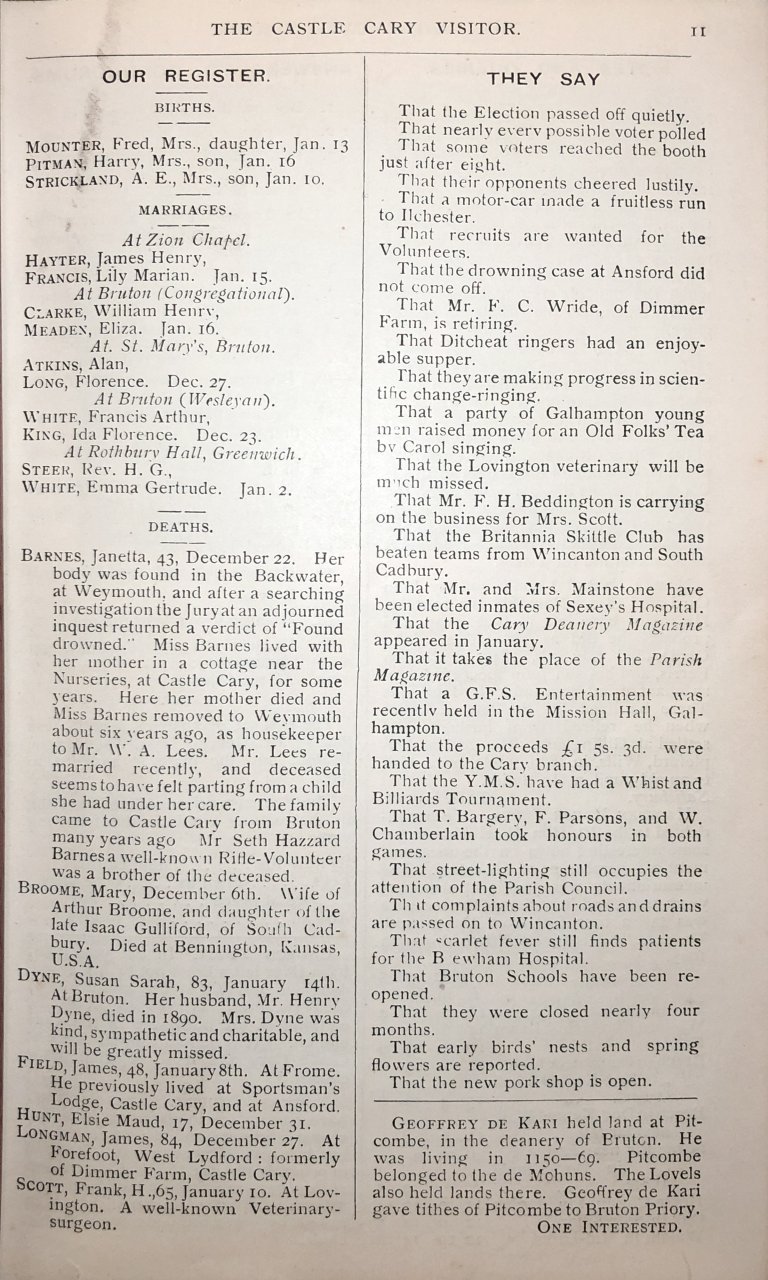 THE CASTLE CARY VISITOR.
11
OUR REGISTER.
BIRTHS.
MOUNTER, Fred, Mrs., daughter, Jan. 13
PITMAN, Harry, Mrs., son, Jan. 16
STRICKLAND, A. E., Mrs., son, Jan. 10.
MARRIAGES.
At Zion Chapel.
HAYTER, James Henry,
FRANCIS, Lily Marian. Jan. 15.
At Bruton (Congregational).
CLARKE, William Henry,
MEADEN, Eliza. Jan. 16.
At. St. Mary's, Bruton.
ATKINS, Alan,
LONG, Florence. Dec. 27.
At Bruton (Wesleyan).
WHITE, Francis Arthur,
KING, Ida Florence. Dec. 23.
At Rothbury Hall, Greenwich.
STEER, Rev. H. G.,
WHITE, Emma Gertrude. Jan. 2.
DEATHS.
BARNES, Janetta, 43, December 22. Her
body was found in the Backwater,
at Weymouth, and after a searching
investigation the Jury at an adjourned
inquest returned a verdict of "Found
drowned." Miss Barnes lived with
her mother in a cottage near the
Nurseries, at Castle Cary, for some
years. Here her mother died and
Miss Barnes removed to Weymouth
about six years ago, as housekeeper
to Mr. W. A. Lees. Mr. Lees re-
married recently, and deceased
seems to have felt parting from a child
she had under her care. The family
came to Castle Cary from Bruton
many years ago Mr Seth Hazzard
Barnes a well-known Rifle-Volunteer
was a brother of the deceased.
BROOME, Mary, December 6th. Wife of
Arthur Broome, and daughter of the
late Isaac Gulliford, of South Cad-
bury. Died at Bennington, Kansas,
U.S.A.
DYNE, Susan Sarah, 83, January 14th.
At Bruton. Her husband, Mr. Henry
Dyne, died in 1890. Mrs. Dyne was
kind, sympathetic and charitable, and
will be greatly missed.
FIELD, James, 48, January 8th. At Frome.
He previously lived at Sportsman's
Lodge, Castle Cary, and at Ansford.
HUNT, Elsie Maud, 17, December 31.
LONGMAN, James, 84, December 27. At
Forefoot, West Lydford : formerly
of Dimmer Farm, Castle Cary.
SCOTT, Frank, H., 65, January 10. At Lov-
ington. A well-known Veterinary-
surgeon.
THEY SAY
That the Election passed off quietly.
That nearly every possible voter polled
That some voters reached the booth
just after eight.
That their opponents cheered lustily.
That a motor-car made a fruitless run
to Ilchester.
That recruits are wanted for the
Volunteers.
That the drowning case at Ansford did
not come off.
That Mr. F. C. Wride, of Dimmer
Farm, is retiring.
That Ditcheat ringers had an enjoy-
able supper.
That they are making progress in scien-
tific change-ringing.
That a party of Galhampton young
men raised money for an Old Folks' Tea
by Carol singing.
That the Lovington veterinary will be
much missed.
That Mr. F. H. Beddington is carrying
on the business for Mrs. Scott.
That the Britannia Skittle Club has
beaten teams from Wincanton and South
Cadbury.
That Mr. and Mrs. Mainstone have
been elected inmates of Sexey's Hospital.
That the Cary Deanery Magazine
appeared in January.
That it takes the place of the Parish
Magazine.
That a G.F.S. Entertainment was
recently held in the Mission Hall, Gal-
hampton.
That the proceeds £1 5s. 3d. were
handed to the Cary branch.
That the Y.M.S. have had a Whist and
Billiards Tournament.
That T. Bargery, F. Parsons, and W.
Chamberlain took honours in both
games.
That street-lighting still occupies the
attention of the Parish Council.
That complaints about roads and drains
are passed on to Wincanton.
That scarlet fever still finds patients
for the B ewham Hospital.
That Bruton Schools have been re-
opened.
That they were closed nearly four
months.
That early birds' nests and spring
flowers are reported.
That the new pork shop is open.
GEOFFREY DE KARI held land at Pit-
combe, in the deanery of Bruton. He
was living in 1150—69. Pitcombe
belonged to the de Mohuns. The Lovels
also held lands there. Geoffrey de Kari
gave tithes of Pitcombe to Bruton Priory.
ONE INTERESTED.